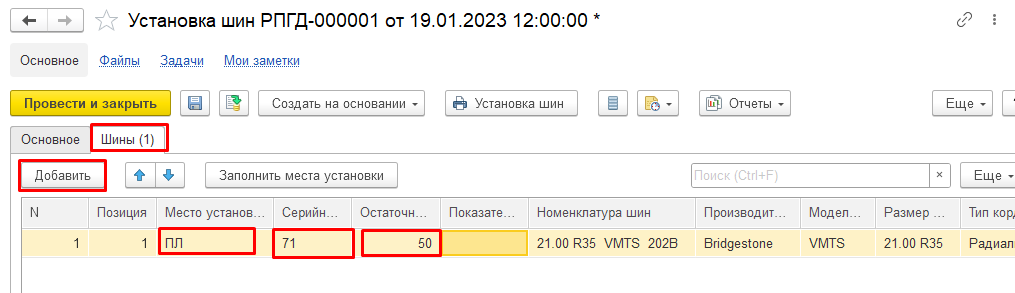 Установка шин РПГД-000001 от 19.01.2023 12:00:00 *
Основное Файлы Задачи Мои заметки
Провести и закрыть Создать на основании Установка шин Отчеты Еще
Основное Шины (1)
Добавить Заполнить места установки Поиск (Ctrl+F) × Еще
N Позиция Место установ... Серийн... Остаточн... Показате... Номенклатура шин Производит... Модел... Размер ... Тип корд
1 1 ПЛ 71 50 21.00 R35 VMTS 202B Bridgestone VMTS 21.00 R35 Радиаль